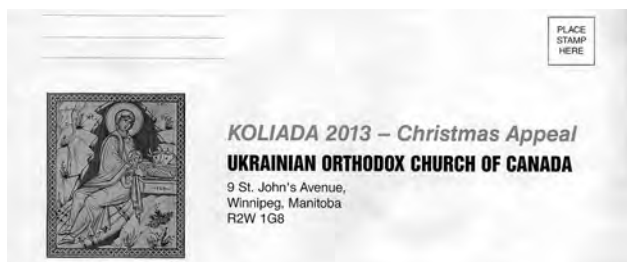 PLACE
STAMP
HERE
KOLIADA 2013 – Christmas Appeal
UKRAINIAN ORTHODOX CHURCH OF CANADA
9 St. John's Avenue,
Winnipeg, Manitoba
R2W 1G8